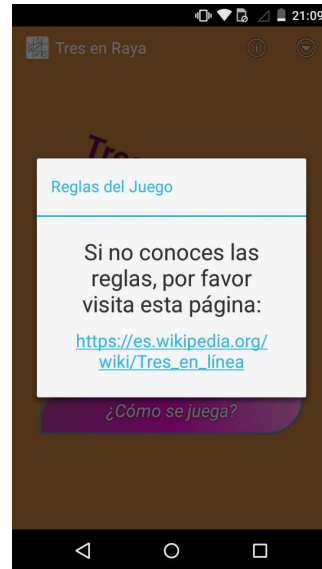 21:09
Tres en Raya
Reglas del Juego
Si no conoces las
reglas, por favor
visita esta página:
https://es.wikipedia.org/
wiki/Tres_en_línea
¿Cómo se juega?